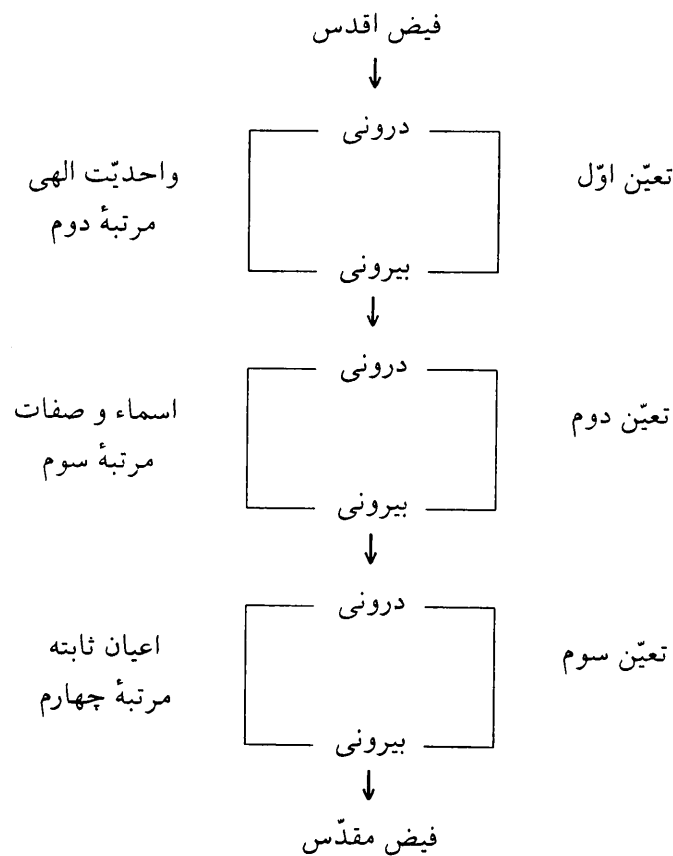 فیض اقدس
↓
درونی
تعیّن اوّل
واحدیّت الهی
مرتبهٔ دوم
بیرونی
↓
درونی
تعیّن دوم
اسماء و صفات
مرتبهٔ سوم
بیرونی
↓
درونی
تعیّن سوم
اعیان ثابته
مرتبهٔ چهارم
بیرونی
↓
فیض مقدّس